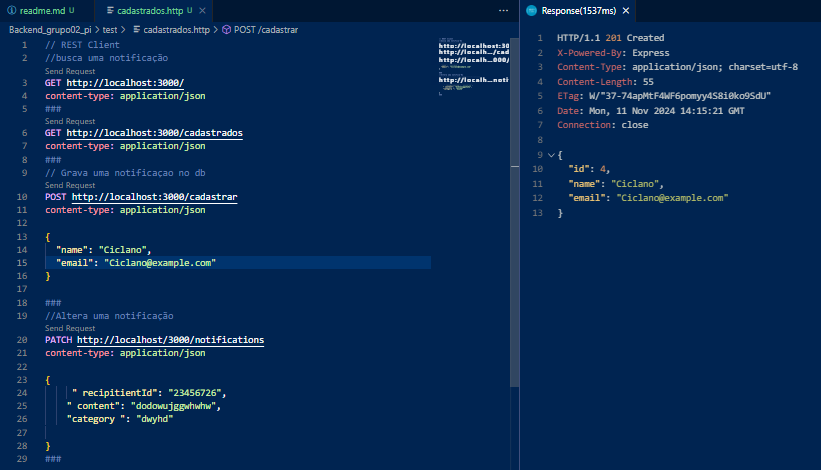 readme.md U
cadastrados.http U
Response(1537ms)
Backend_grupo02_pi > test > cadastrados.http > POST /cadastrar
1 // REST Client
2 //busca uma notificação
Send Request
3 GET http://localhost:3000/
4 content-type: application/json
5 ###
Send Request
6 GET http://localhost:3000/cadastrados
7 content-type: application/json
8 ###
9 // Grava uma notificaçao no db
Send Request
10 POST http://localhost:3000/cadastrar
11 content-type: application/json
12
13 {
14 "name": "Ciclano",
15 "email": "Ciclano@example.com"
16 }
17
18 ###
19 //Altera uma notificação
Send Request
20 PATCH http://localhost/3000/notifications
21 content-type: application/json
22
23 {
24 " recipitientId": "23456726",
25 " content": "dodowujggwhwhw",
26 "category ": "dwyhd"
27
28 }
29 ###
1 HTTP/1.1 201 Created
2 X-Powered-By: Express
3 Content-Type: application/json; charset=utf-8
4 Content-Length: 55
5 ETag: W/"37-74apMtF4WF6pomyy4S8i0ko9SdU"
6 Date: Mon, 11 Nov 2024 14:15:21 GMT
7 Connection: close
8
9 {
10 "id": 4,
11 "name": "Ciclano",
12 "email": "Ciclano@example.com"
13 }